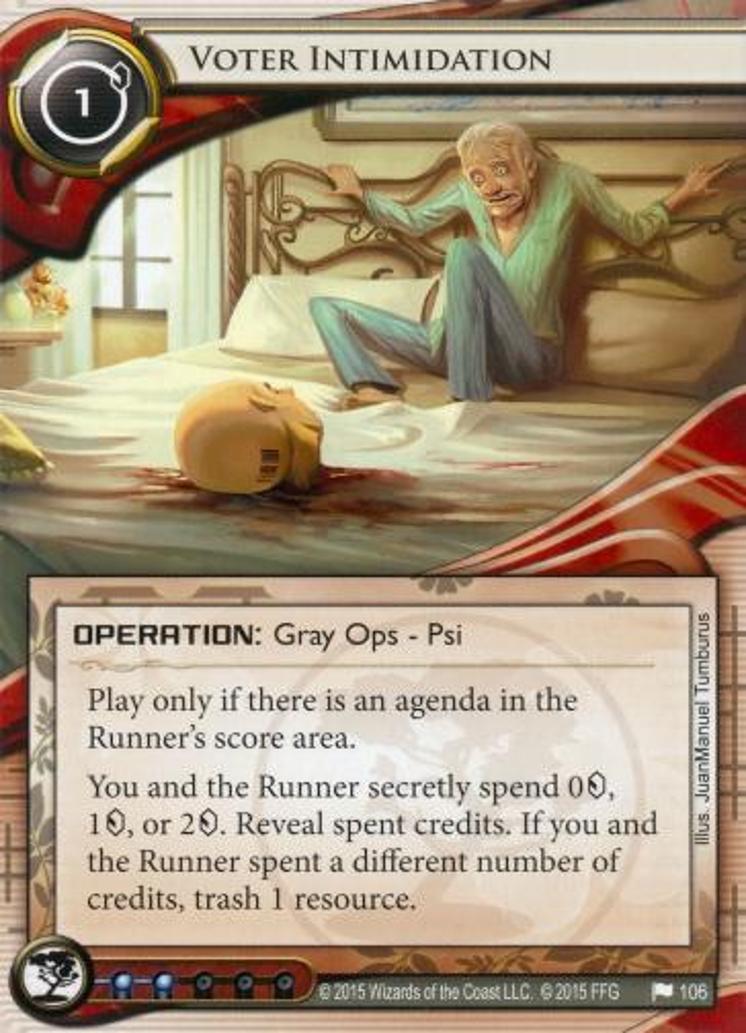 VOTER INTIMIDATION
1
OPERATION: Gray Ops - Psi
Play only if there is an agenda in the
Runner's score area.
You and the Runner secretly spend 0,
1, or 2. Reveal spent credits. If you and
the Runner spent a different number of
credits, trash 1 resource.
Illus. JuanManuel Tumburus
© 2015 Wizards of the Coast LLC. © 2015 FFG
106